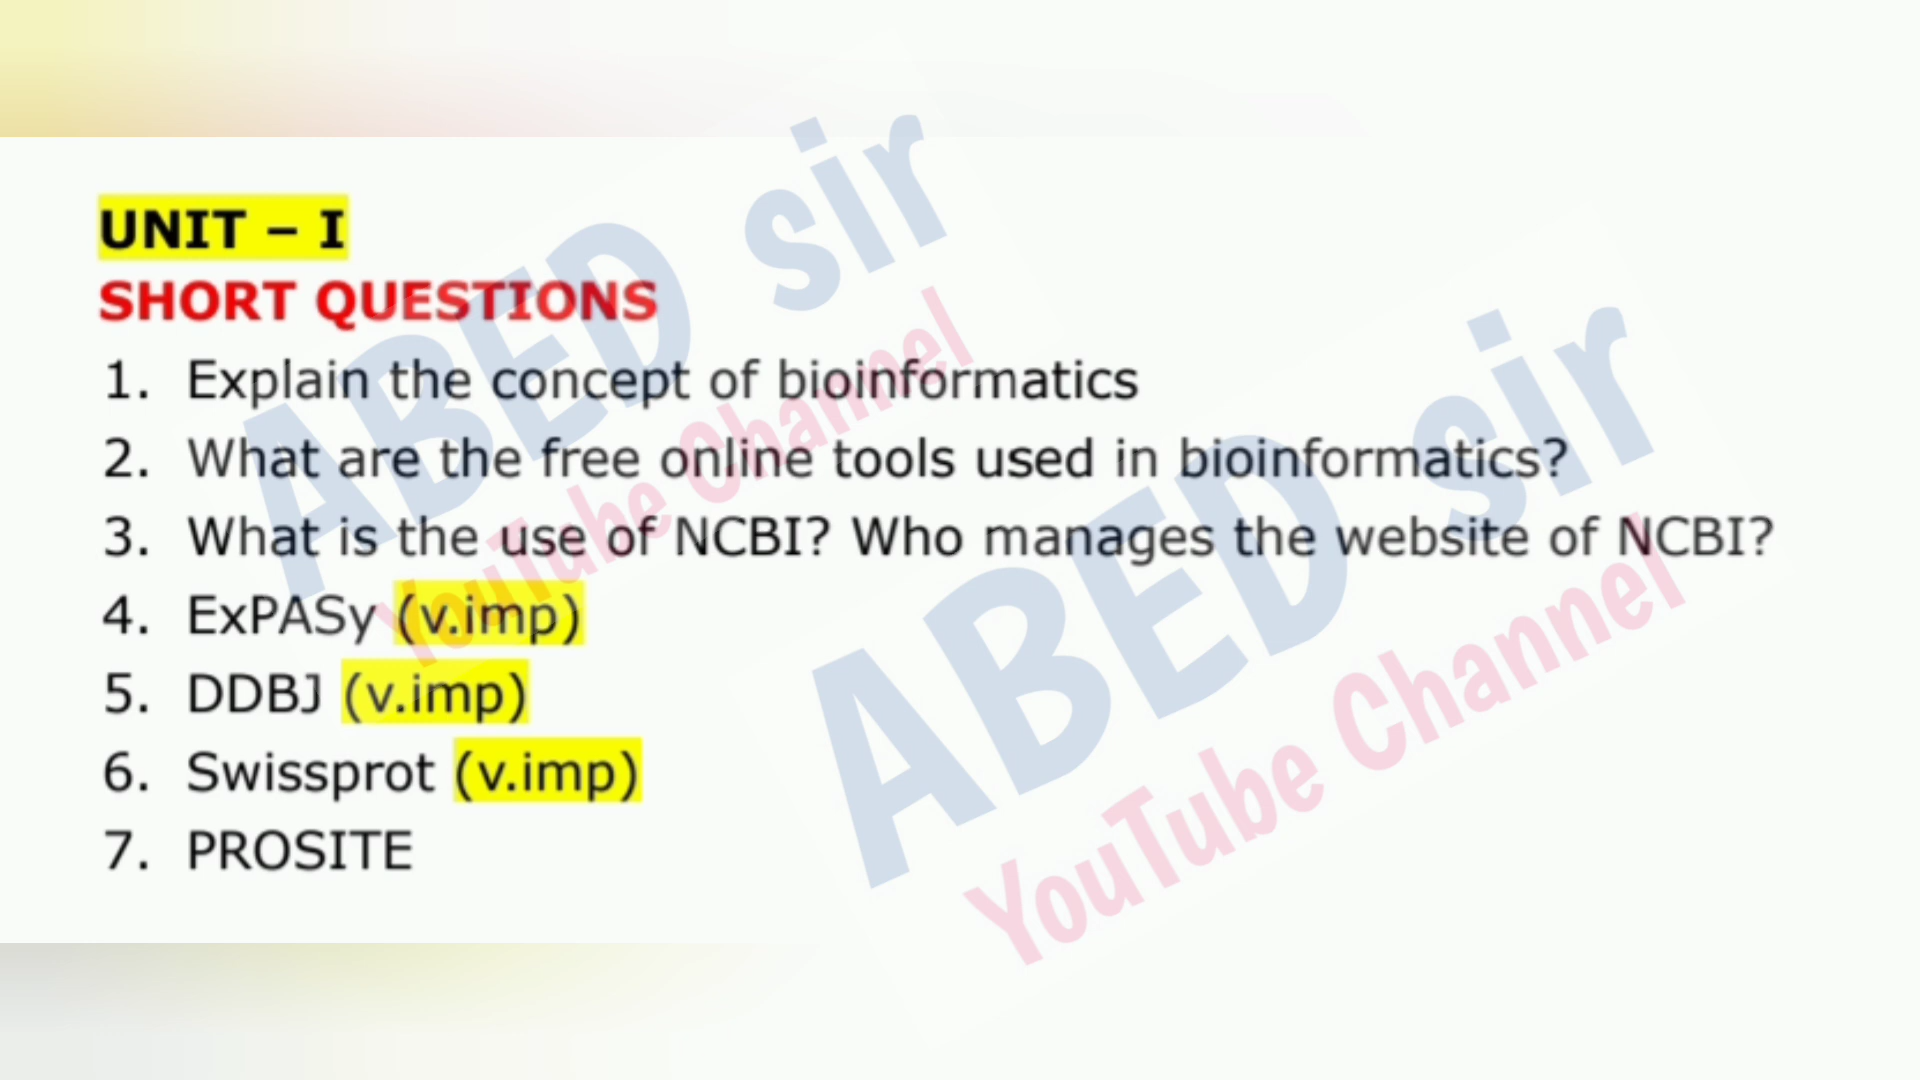 UNIT – I
SHORT QUESTIONS
1. Explain the concept of bioinformatics
2. What are the free online tools used in bioinformatics?
3. What is the use of NCBI? Who manages the website of NCBI?
4. ExPASy (v.imp)
5. DDBJ (v.imp)
6. Swissprot (v.imp)
7. PROSITE
ABED sir
YouTube Channel
ABED sir
YouTube Channel